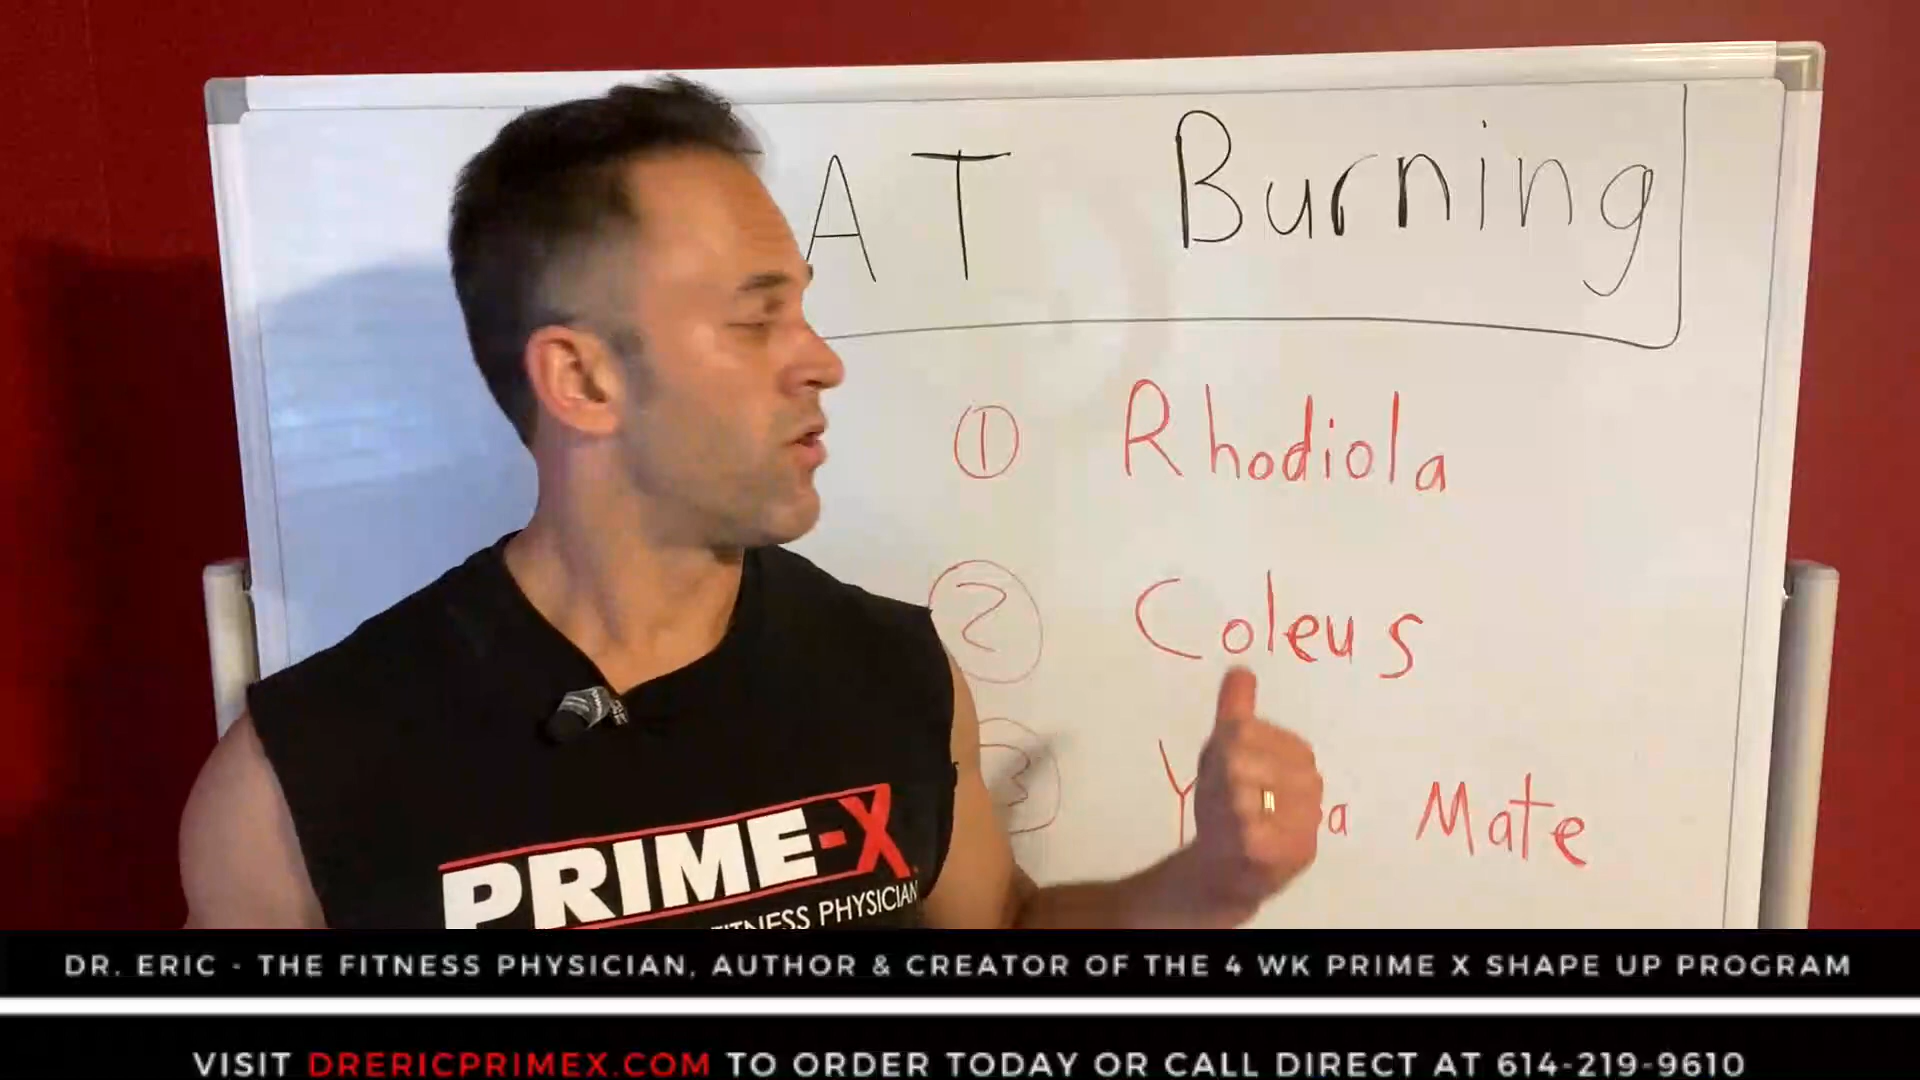 AT Burning
① Rhodiola
② Coleus
③ Mate
PRIME-X
FITNESS PHYSICIAN
DR. ERIC - THE FITNESS PHYSICIAN, AUTHOR & CREATOR OF THE 4 WK PRIME X SHAPE UP PROGRAM
VISIT DRERICPRIMEX.COM TO ORDER TODAY OR CALL DIRECT AT 614-219-9610